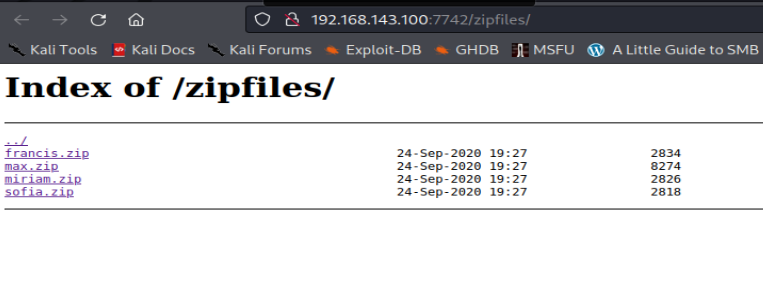 192.168.143.100:7742/zipfiles/
Kali Tools Kali Docs Kali Forums Exploit-DB GHDB MSFU A Little Guide to SMB
Index of /zipfiles/
../
francis.zip 24-Sep-2020 19:27 2834
max.zip 24-Sep-2020 19:27 8274
miriam.zip 24-Sep-2020 19:27 2826
sofia.zip 24-Sep-2020 19:27 2818